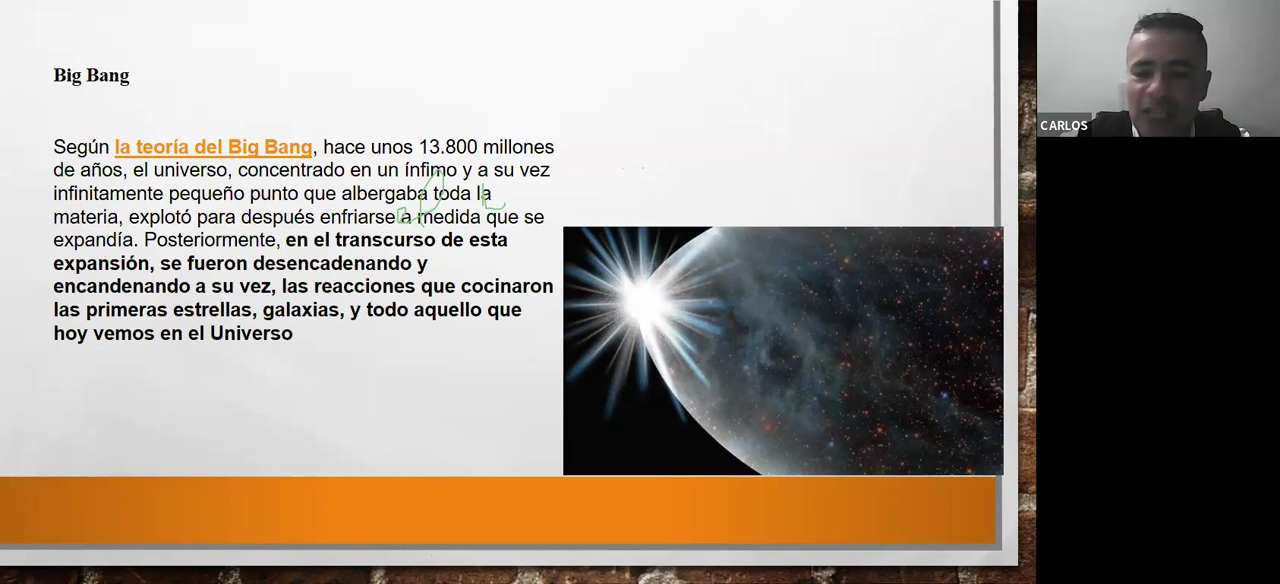 Big Bang
Según la teoría del Big Bang, hace unos 13.800 millones
de años, el universo, concentrado en un ínfimo y a su vez
infinitamente pequeño punto que albergaba toda la
materia, explotó para después enfriarse a medida que se
expandía. Posteriormente, en el transcurso de esta
expansión, se fueron desencadenando y
encandenando a su vez, las reacciones que cocinaron
las primeras estrellas, galaxias, y todo aquello que
hoy vemos en el Universo
CARLOS